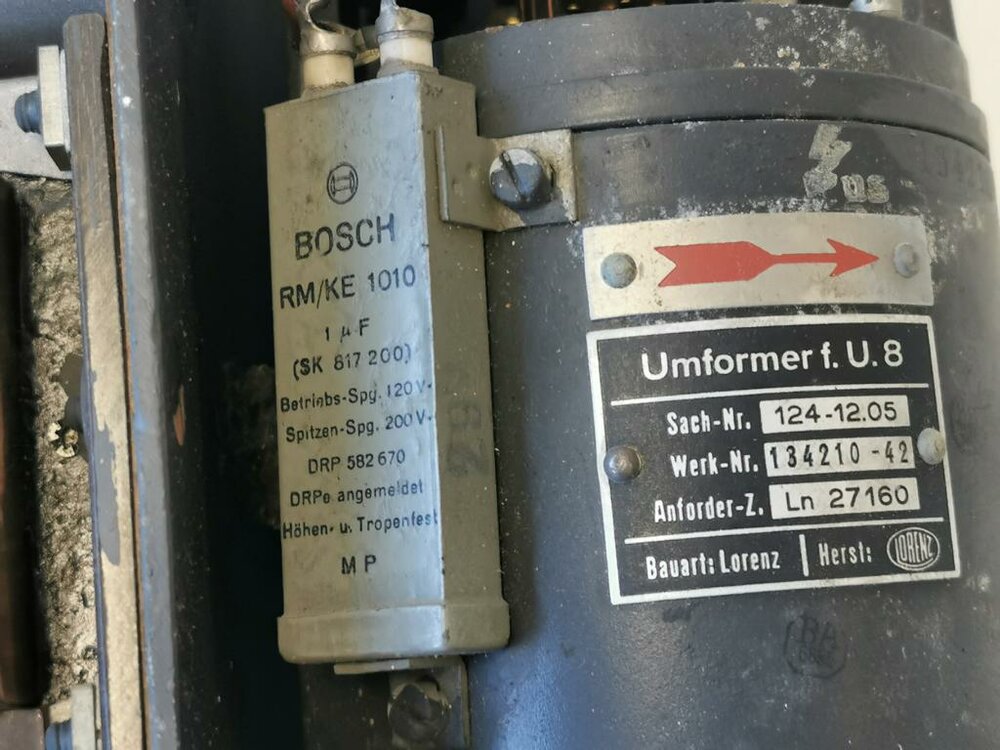 BOSCH
RM/KE 1010
1 µF
(SK 817 200)
Betriebs-Spg. 120 V-
Spitzen-Spg. 200 V-
DRP 582 670
DRPe angemeldet
Höhen- u. Tropenfest
MP
us
Umformer f. U. 8
Sach-Nr. 124-12.05
Werk-Nr. 134210-42
Anforder-Z. Ln 27160
Bauart: Lorenz | Herst: LORENZ